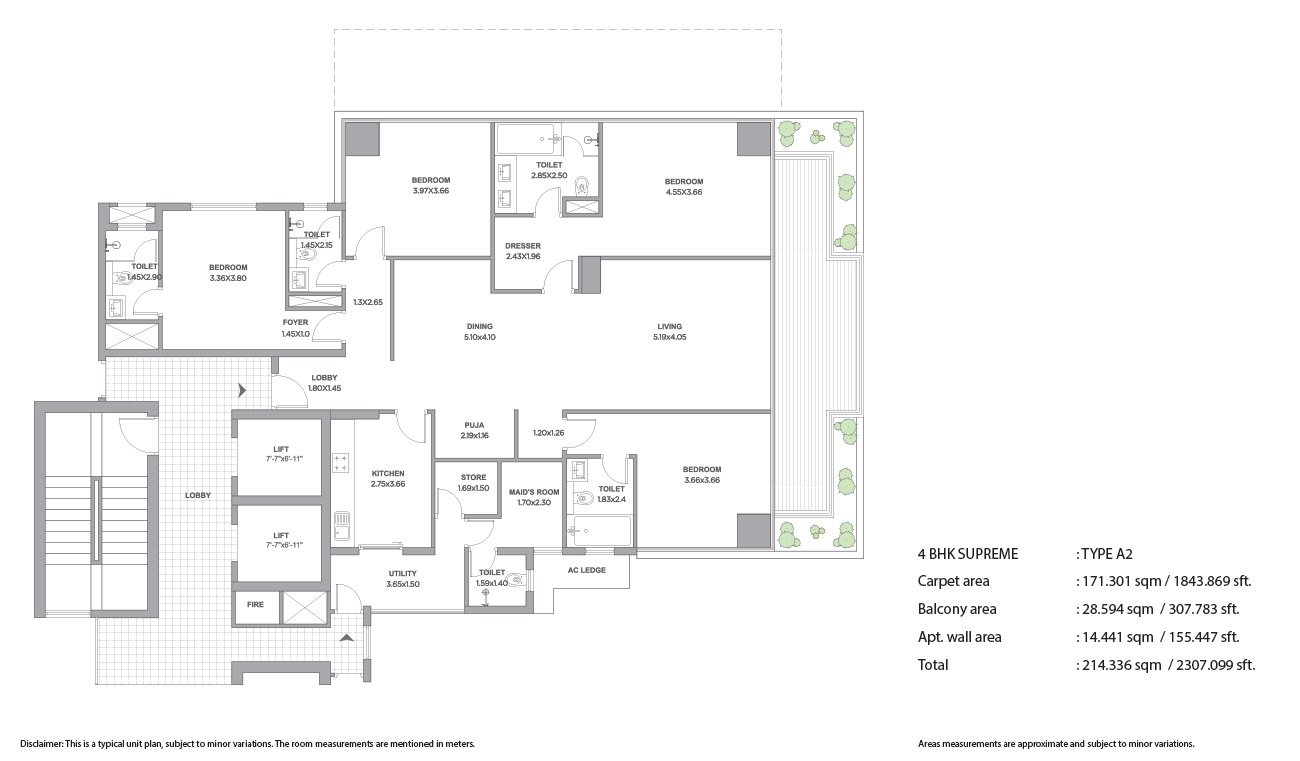 BEDROOM
3.97X3.66
TOILET
2.85X2.50
BEDROOM
4.55X3.66
TOILET
1.45X2.90
BEDROOM
3.36X3.80
TOILET
1.45X2.15
DRESSER
2.43X1.96
1.3X2.65
FOYER
1.45X1.0
DINING
5.10x4.10
LIVING
5.19x4.05
LOBBY
1.80X1.45
PUJA
2.19x1.16
1.20x1.26
LIFT
7'-7"x6'-11"
KITCHEN
2.75x3.66
STORE
1.69x1.50
MAID'S ROOM
1.70x2.30
TOILET
1.83x2.4
BEDROOM
3.66x3.66
LOBBY
LIFT
7'-7"x6'-11"
UTILITY
3.65x1.50
TOILET
1.59x1.40
AC LEDGE
FIRE
4 BHK SUPREME : TYPE A2
Carpet area : 171.301 sqm / 1843.869 sft.
Balcony area : 28.594 sqm / 307.783 sft.
Apt. wall area : 14.441 sqm / 155.447 sft.
Total : 214.336 sqm / 2307.099 sft.
Disclaimer: This is a typical unit plan, subject to minor variations. The room measurements are mentioned in meters.
Areas measurements are approximate and subject to minor variations.